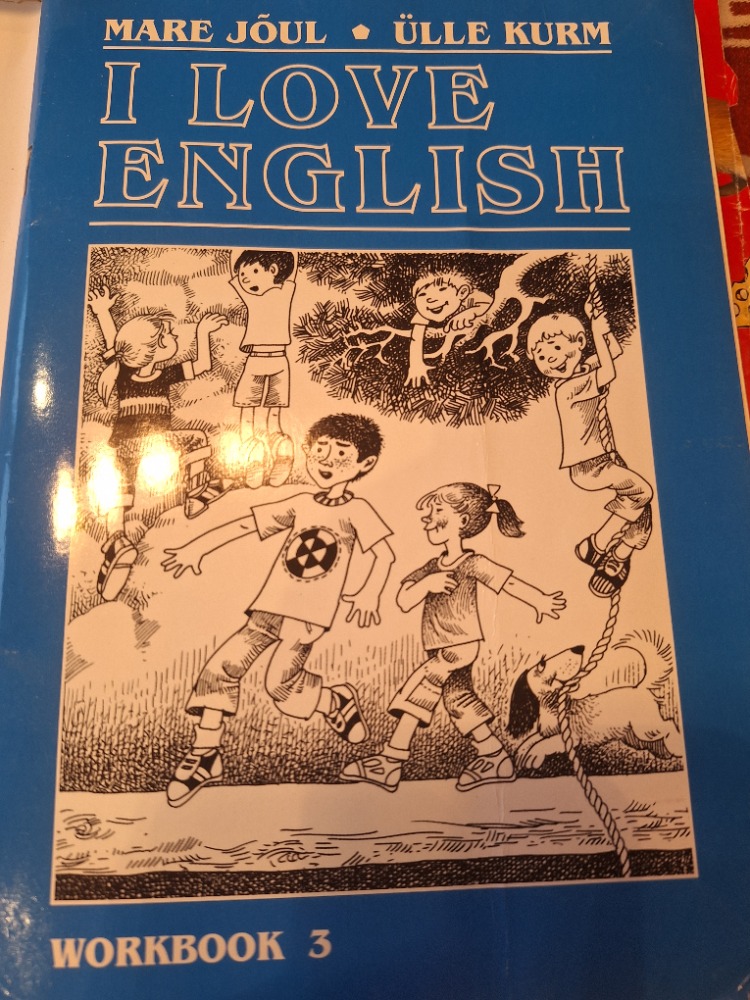 MARE JÕUL ⬟ ÜLLE KURM
I LOVE
ENGLISH
WORKBOOK 3